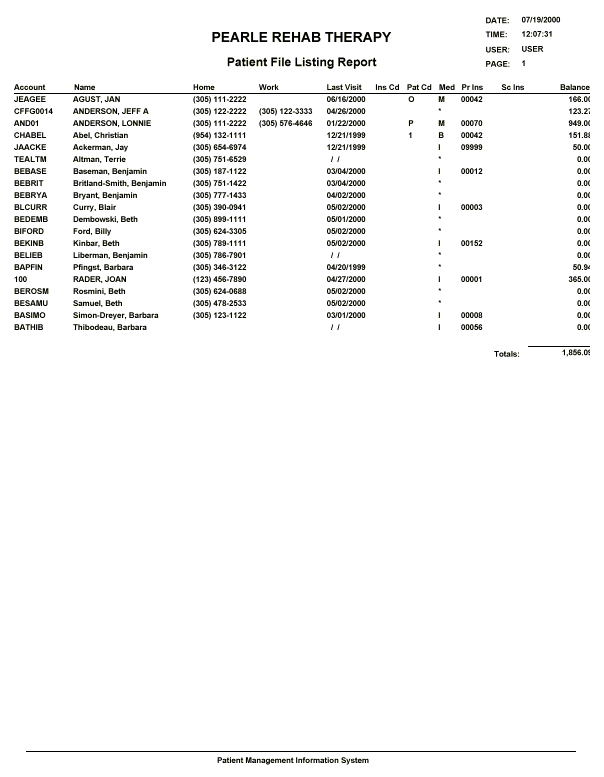 DATE: 07/19/2000
PEARLE REHAB THERAPY
TIME: 12:07:31
USER: USER
Patient File Listing Report
PAGE: 1
Account Name Home Work Last Visit Ins Cd Pat Cd Med Pr Ins Sc Ins Balance
JEAGEE AGUST, JAN (305) 111-2222 06/16/2000 O M 00042 166.00
CFFG0014 ANDERSON, JEFF A (305) 122-2222 (305) 122-3333 04/26/2000 * 123.27
AND01 ANDERSON, LONNIE (305) 111-2222 (305) 576-4646 01/22/2000 P M 00070 949.00
CHABEL Abel, Christian (954) 132-1111 12/21/1999 1 B 00042 151.88
JAACKE Ackerman, Jay (305) 654-6974 12/21/1999 I 09999 50.00
TEALTM Altman, Terrie (305) 751-6529 / / * 0.00
BEBASE Baseman, Benjamin (305) 187-1122 03/04/2000 I 00012 0.00
BEBRIT Britland-Smith, Benjamin (305) 751-1422 03/04/2000 * 0.00
BEBRYA Bryant, Benjamin (305) 777-1433 04/02/2000 * 0.00
BLCURR Curry, Blair (305) 390-0941 05/02/2000 I 00003 0.00
BEDEMB Dembowski, Beth (305) 899-1111 05/01/2000 * 0.00
BIFORD Ford, Billy (305) 624-3305 05/02/2000 * 0.00
BEKINB Kinbar, Beth (305) 789-1111 05/02/2000 I 00152 0.00
BELIEB Liberman, Benjamin (305) 786-7901 / / * 0.00
BAPFIN Pfingst, Barbara (305) 346-3122 04/20/1999 * 50.94
100 RADER, JOAN (123) 456-7890 04/27/2000 I 00001 365.00
BEROSM Rosmini, Beth (305) 624-0688 05/02/2000 * 0.00
BESAMU Samuel, Beth (305) 478-2533 05/02/2000 * 0.00
BASIMO Simon-Dreyer, Barbara (305) 123-1122 03/01/2000 I 00008 0.00
BATHIB Thibodeau, Barbara / / I 00056 0.00
Totals: 1,856.09
Patient Management Information System